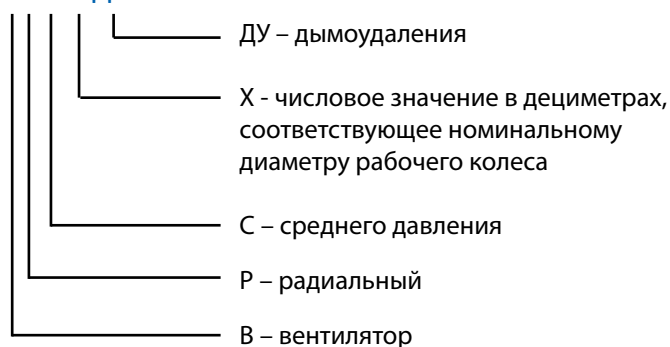 ДУ – дымоудаления
X - числовое значение в дециметрах,
соответствующее номинальному
диаметру рабочего колеса
С – среднего давления
Р – радиальный
В – вентилятор